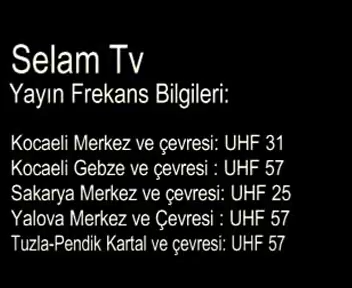 Selam Tv
Yayın Frekans Bilgileri:
Kocaeli Merkez ve çevresi: UHF 31
Kocaeli Gebze ve çevresi : UHF 57
Sakarya Merkez ve çevresi: UHF 25
Yalova Merkez ve Çevresi : UHF 57
Tuzla-Pendik Kartal ve çevresi: UHF 57